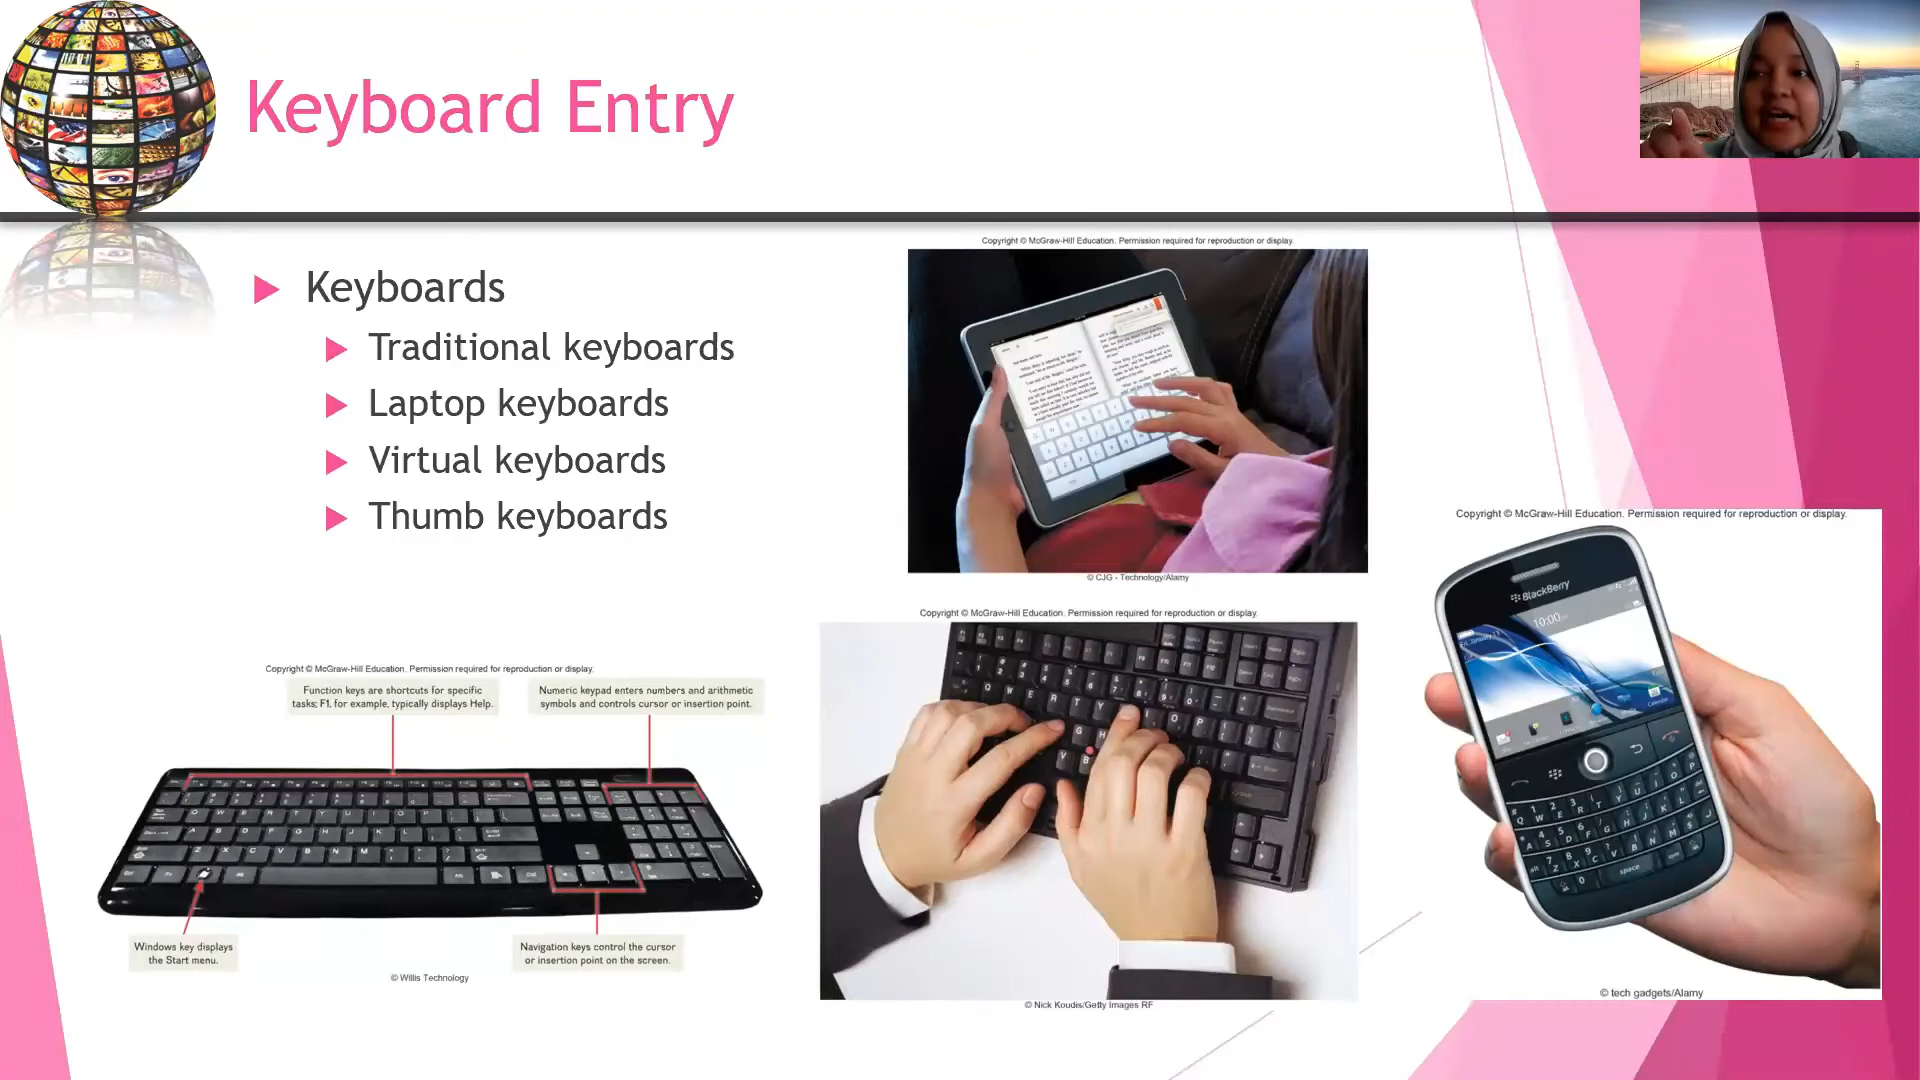 Keyboard Entry
Keyboards
Traditional keyboards
Laptop keyboards
Virtual keyboards
Thumb keyboards
Copyright © McGraw-Hill Education. Permission required for reproduction or display.
© CJG - Technology/Alamy
Copyright © McGraw-Hill Education. Permission required for reproduction or display.
BlackBerry
10:00
Fri, January 1
© tech gadgets/Alamy
Copyright © McGraw-Hill Education. Permission required for reproduction or display.
© Nick Koudis/Getty Images RF
Copyright © McGraw-Hill Education. Permission required for reproduction or display.
Function keys are shortcuts for specific
tasks; F1, for example, typically displays Help.
Numeric keypad enters numbers and arithmetic
symbols and controls cursor or insertion point.
Windows key displays
the Start menu.
Navigation keys control the cursor
or insertion point on the screen.
© Willis Technology